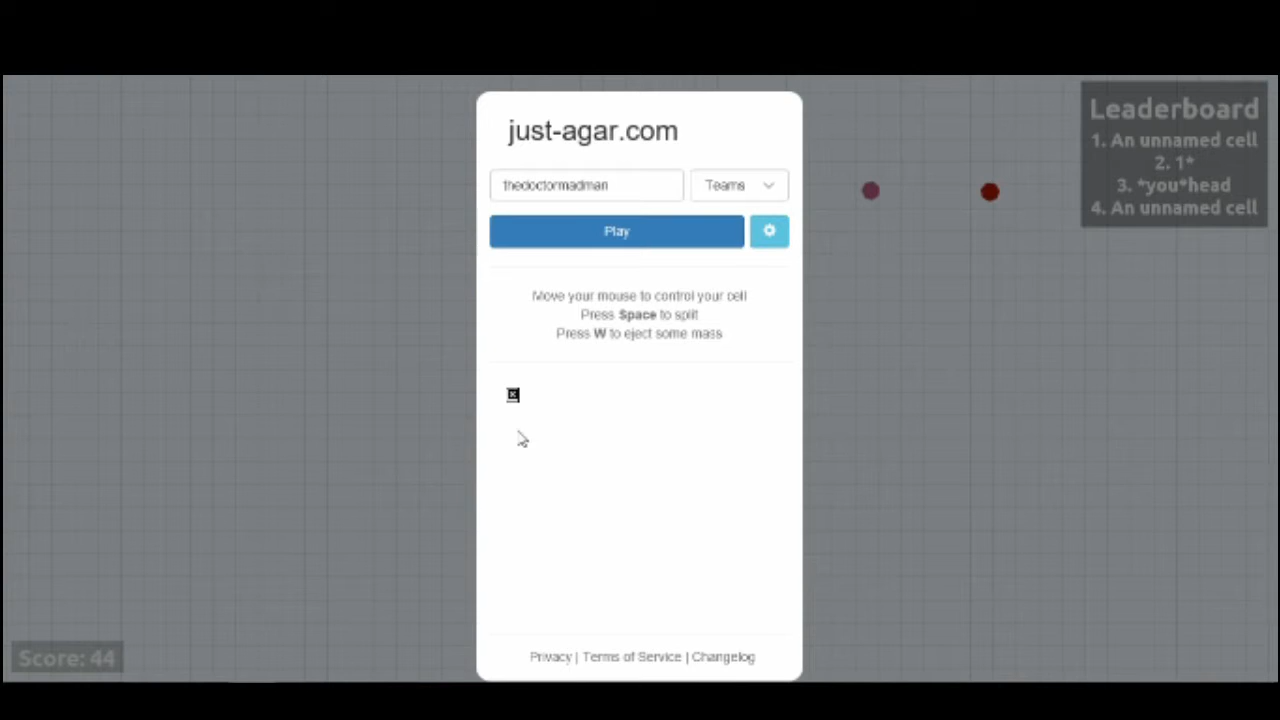 just-agar.com
thedoctormadman
Teams
Play
Move your mouse to control your cell
Press Space to split
Press W to eject some mass
Privacy | Terms of Service | Changelog
Leaderboard
1. An unnamed cell
2. 1*
3. *you*head
4. An unnamed cell
Score: 44